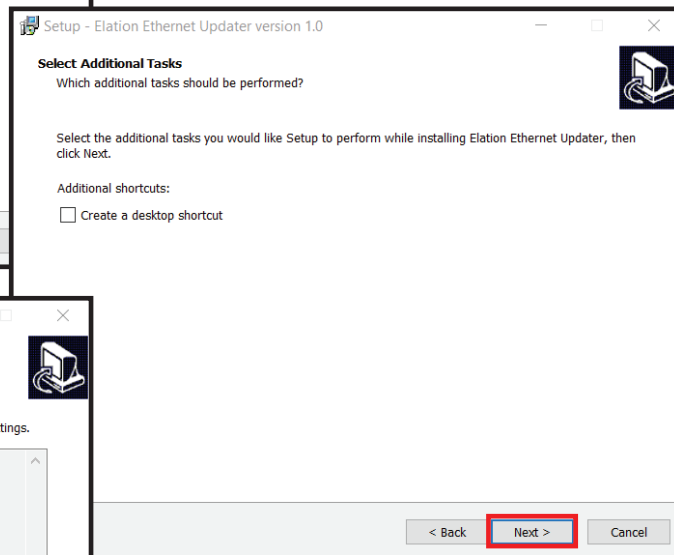 Setup - Elation Ethernet Updater version 1.0
Select Additional Tasks
Which additional tasks should be performed?
Select the additional tasks you would like Setup to perform while installing Elation Ethernet Updater, then
click Next.
Additional shortcuts:
Create a desktop shortcut
< Back
Next >
Cancel